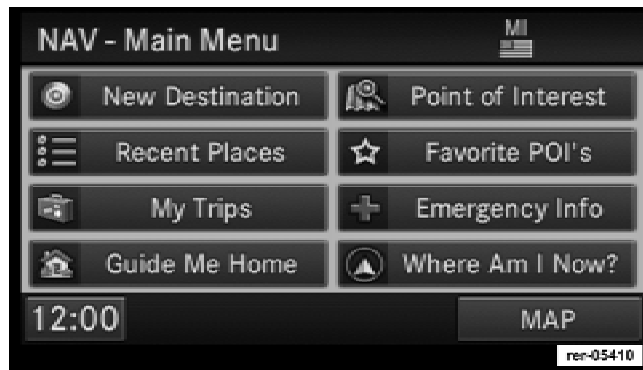 NAV - Main Menu
MI
New Destination
Point of Interest
Recent Places
Favorite POI's
My Trips
Emergency Info
Guide Me Home
Where Am I Now?
12:00
MAP
rer-05410